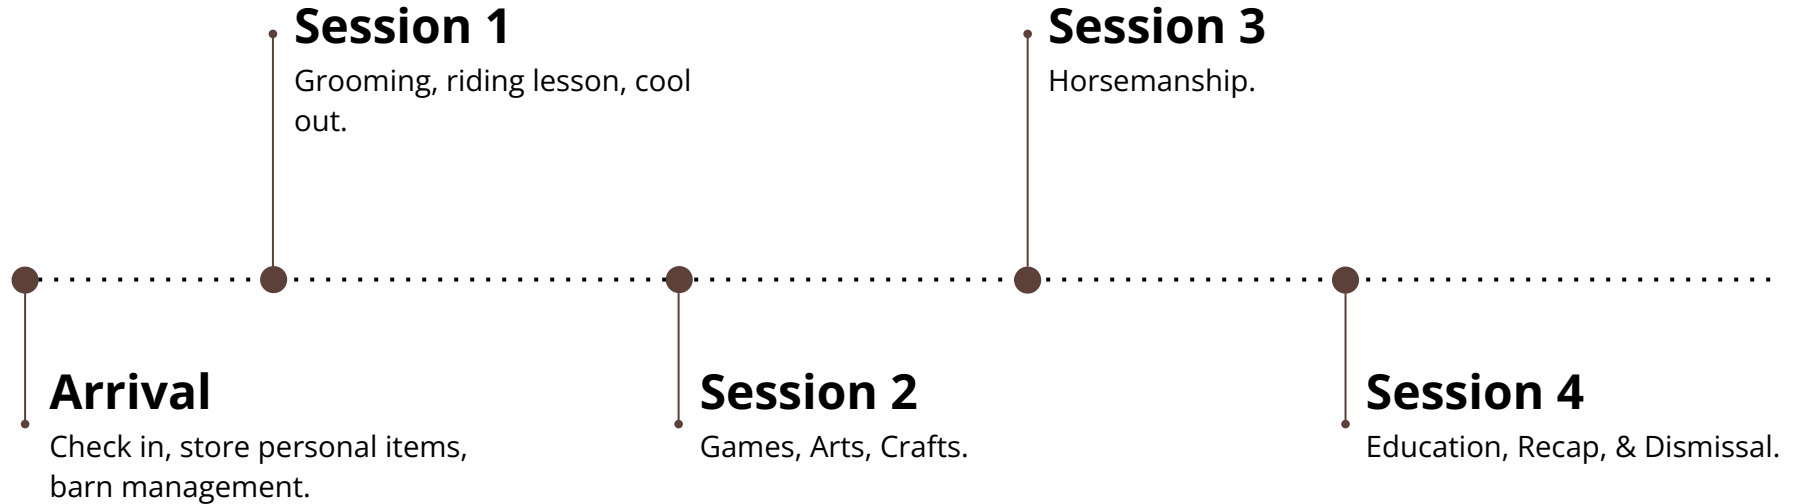 Session 1
Grooming, riding lesson, cool
out.
Session 3
Horsemanship.
Arrival
Check in, store personal items,
barn management.
Session 2
Games, Arts, Crafts.
Session 4
Education, Recap, & Dismissal.